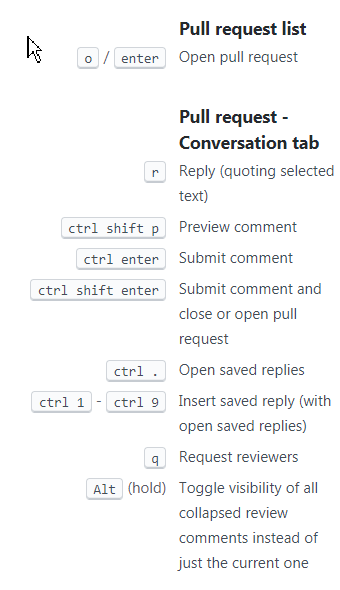 Pull request list
o / enter Open pull request
Pull request -
Conversation tab
r Reply (quoting selected
text)
ctrl shift p Preview comment
ctrl enter Submit comment
ctrl shift enter Submit comment and
close or open pull
request
ctrl . Open saved replies
ctrl 1 - ctrl 9 Insert saved reply (with
open saved replies)
q Request reviewers
Alt (hold) Toggle visibility of all
collapsed review
comments instead of
just the current one